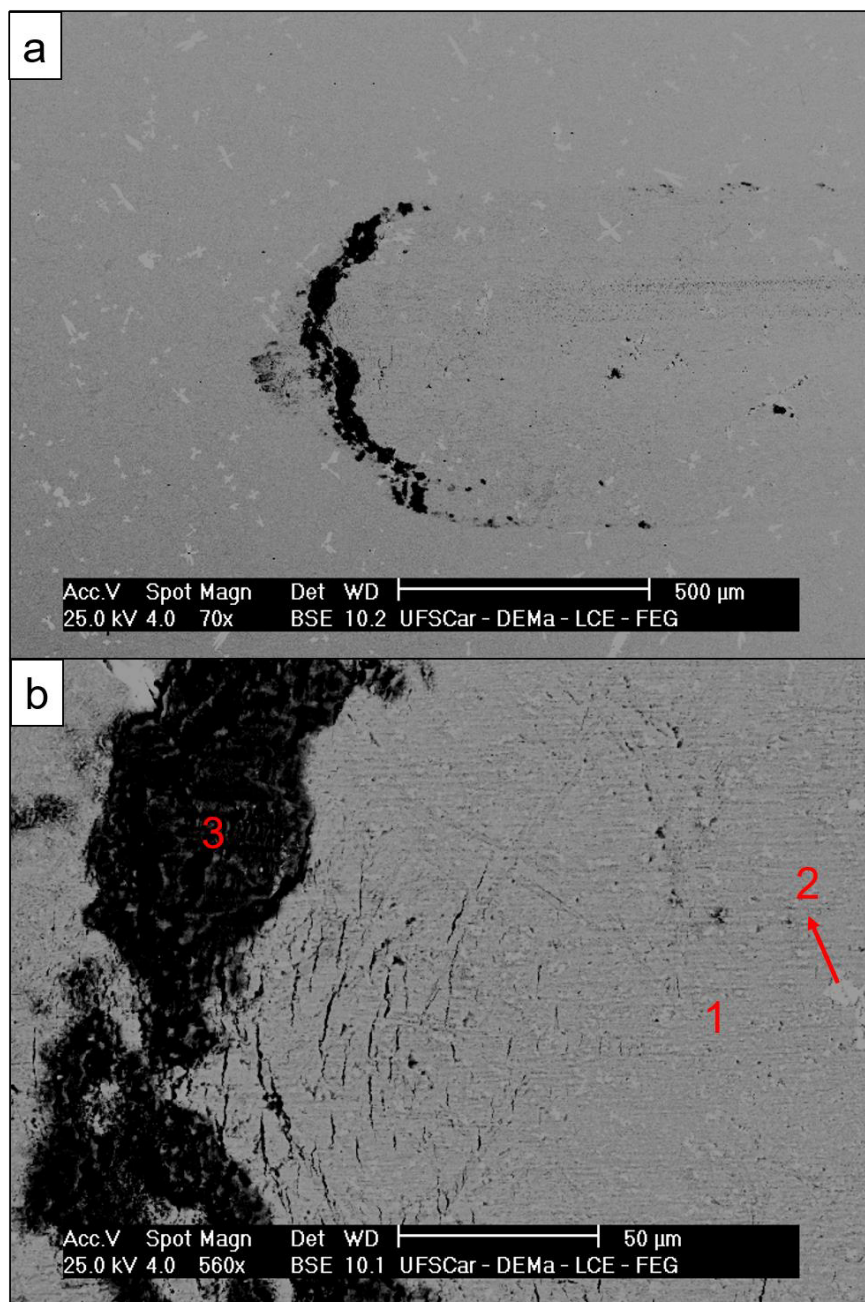 a
Acc.V Spot Magn Det WD 500 µm
25.0 kV 4.0 70x BSE 10.2 UFSCar - DEMa - LCE - FEG
b
3
2
1
Acc.V Spot Magn Det WD 50 µm
25.0 kV 4.0 560x BSE 10.1 UFSCar - DEMa - LCE - FEG